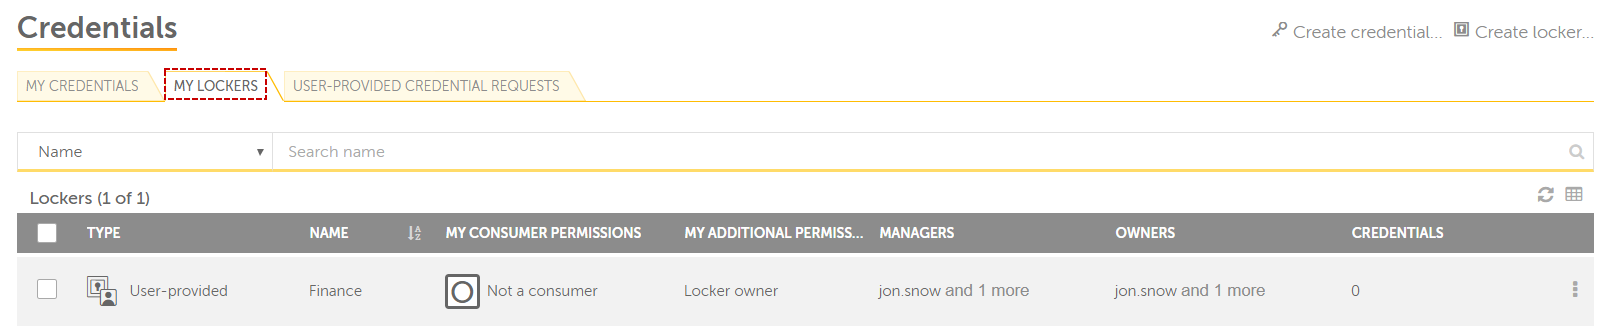 Credentials
Create credential... Create locker...
MY CREDENTIALS MY LOCKERS USER-PROVIDED CREDENTIAL REQUESTS
Name Search name
Lockers (1 of 1)
TYPE NAME MY CONSUMER PERMISSIONS MY ADDITIONAL PERMISS... MANAGERS OWNERS CREDENTIALS
User-provided Finance Not a consumer Locker owner jon.snow and 1 more jon.snow and 1 more 0